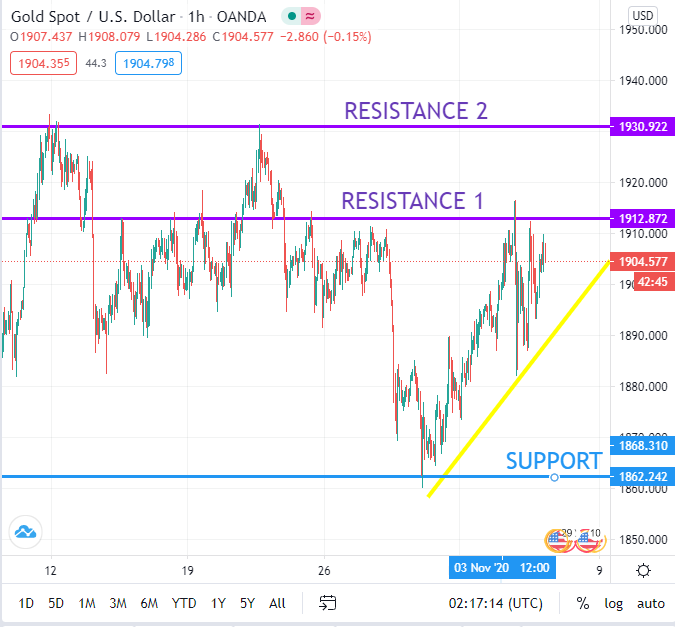 Gold Spot / U.S. Dollar · 1h · OANDA
USD
O1907.437 H1908.079 L1904.286 C1904.577 −2.860 (−0.15%)
1904.355 44.3 1904.798
1950.000
1940.000
RESISTANCE 2
1930.922
1920.000
RESISTANCE 1
1912.872
1910.000
1904.577
42:45
1890.000
1880.000
1868.310
SUPPORT
1862.242
1860.000
1850.000
12 19 26 03 Nov '20 12:00 9
1D 5D 1M 3M 6M YTD 1Y 5Y All 02:17:14 (UTC) % log auto